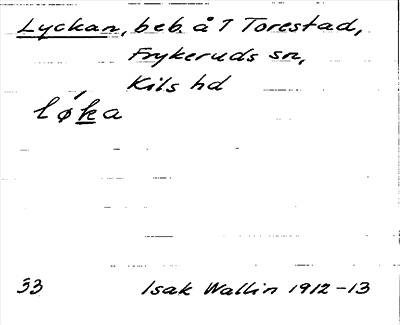 Lyckan, beb. å 7 Torestad,
Frykeruds sn,
Kils hd
løka
33 Isak Wallin 1912-13